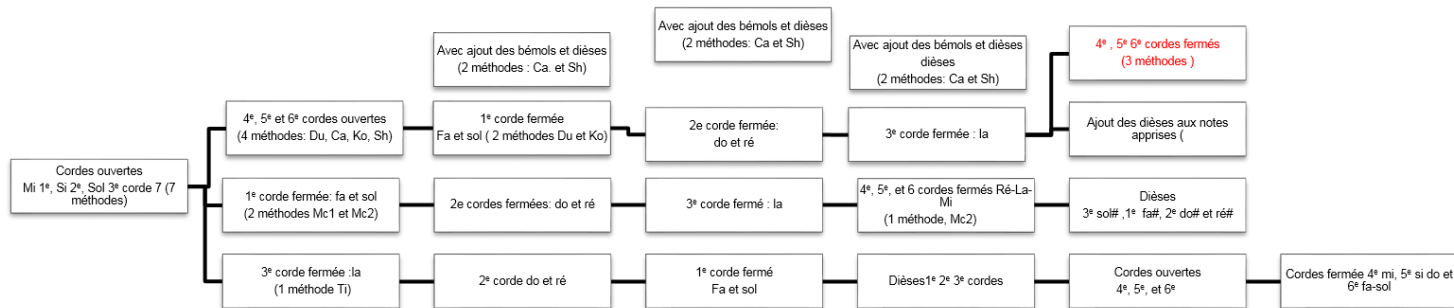 Avec ajout des bémols et dièses
(2 méthodes : Ca. et Sh)
Avec ajout des bémols et dièses
(2 méthodes: Ca et Sh)
Avec ajout des bémols et dièses
dièses
(2 méthodes: Ca et Sh)
4ᵉ , 5ᵉ 6ᵉ cordes fermés
(3 méthodes )
Cordes ouvertes
Mi 1ᵉ, Si 2ᵉ, Sol 3ᵉ corde 7 (7
méthodes)
4ᵉ, 5ᵉ et 6ᵉ cordes ouvertes
(4 méthodes: Du, Ca, Ko, Sh)
1ᵉ corde fermée
Fa et sol ( 2 méthodes Du et Ko)
2e corde fermée:
do et ré
3ᵉ corde fermée : la
Ajout des dièses aux notes
apprises (
1ᵉ corde fermée: fa et sol
(2 méthodes Mc1 et Mc2)
2e cordes fermées: do et ré
3ᵉ corde fermé : la
4ᵉ, 5ᵉ, et 6 cordes fermés Ré-La-
Mi
(1 méthode, Mc2)
Dièses
3ᵉ sol# ,1ᵉ fa#, 2ᵉ do# et ré#
3ᵉ corde fermée :la
(1 méthode Ti)
2ᵉ corde do et ré
1ᵉ corde fermé
Fa et sol
Dièses1ᵉ 2ᵉ 3ᵉ cordes
Cordes ouvertes
4ᵉ, 5ᵉ, et 6ᵉ
Cordes fermée 4ᵉ mi, 5ᵉ si do et
6ᵉ fa-sol